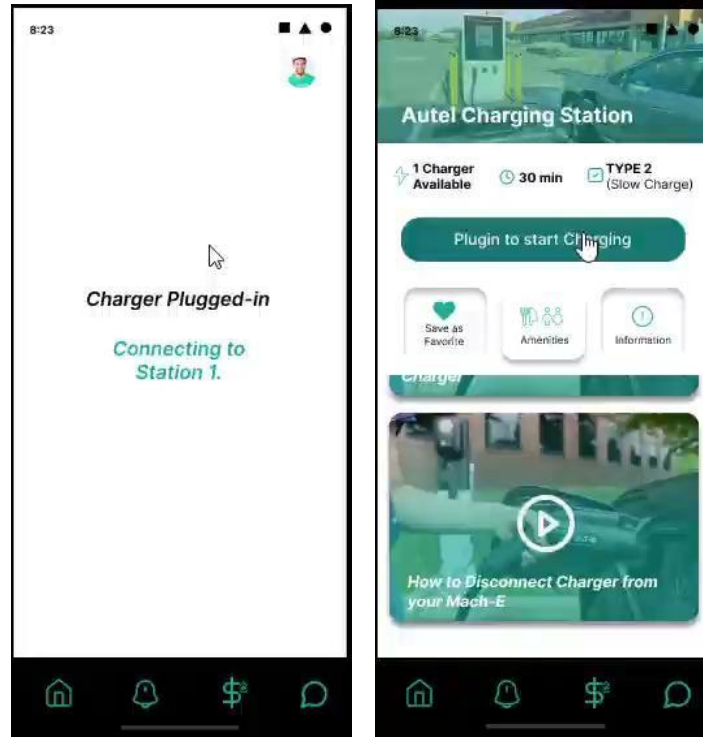 8:23
Charger Plugged-in
Connecting to
Station 1.
8:23
Autel Charging Station
1 Charger
Available
30 min
TYPE 2
(Slow Charge)
Plugin to start Charging
Save as
Favorite
Amenities
Information
Charger
How to Disconnect Charger from
your Mach-E